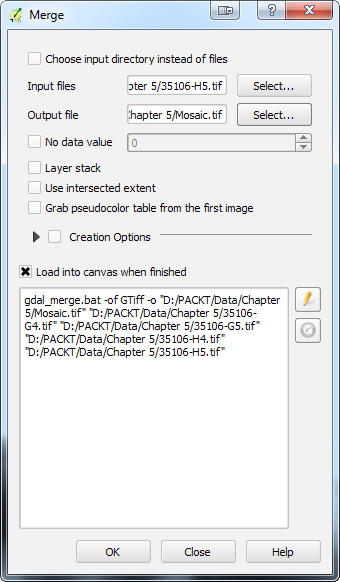 Merge
Choose input directory instead of files
Input files pter 5/35106-H5.tif Select...
Output file Chapter 5/Mosaic.tif Select...
No data value 0
Layer stack
Use intersected extent
Grab pseudocolor table from the first image
Creation Options
Load into canvas when finished
gdal_merge.bat -of GTiff -o "D:/PACKT/Data/Chapter
5/Mosaic.tif" "D:/PACKT/Data/Chapter 5/35106-
G4.tif" "D:/PACKT/Data/Chapter 5/35106-G5.tif"
"D:/PACKT/Data/Chapter 5/35106-H4.tif"
"D:/PACKT/Data/Chapter 5/35106-H5.tif"
OK Close Help